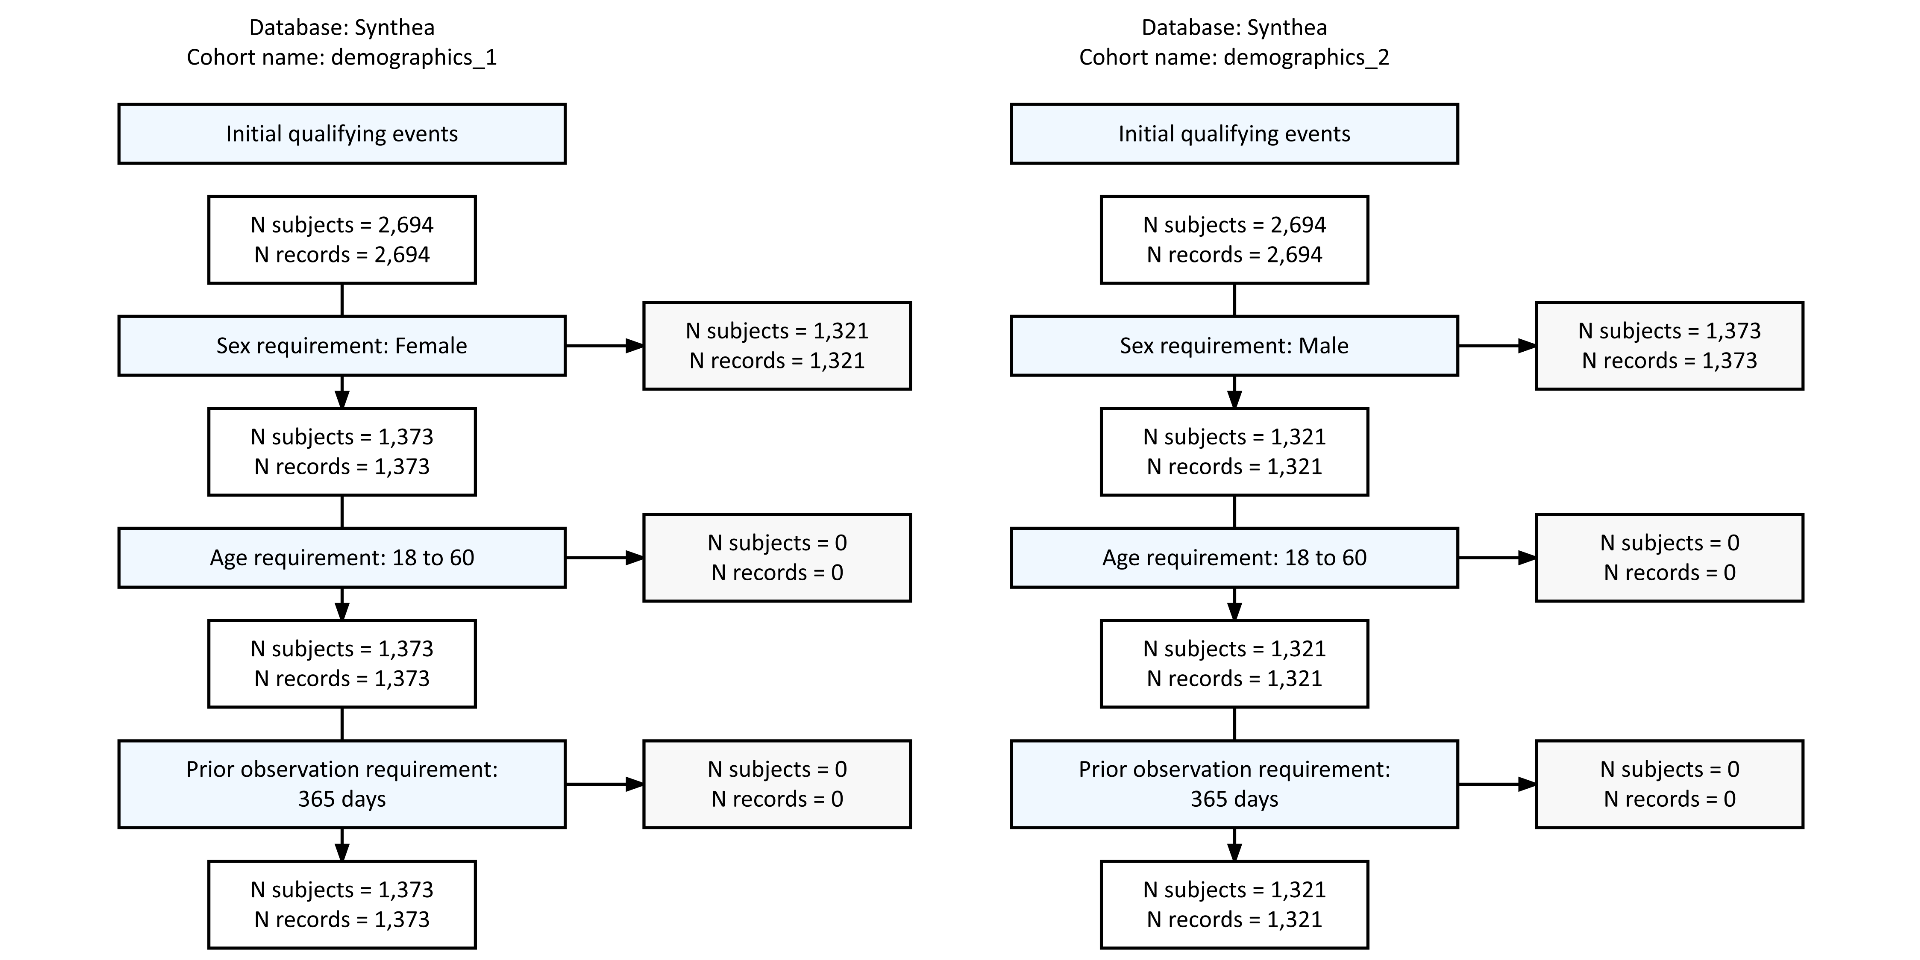 Database: Synthea
Cohort name: demographics_1
Initial qualifying events
N subjects = 2,694
N records = 2,694
Sex requirement: Female
N subjects = 1,321
N records = 1,321
N subjects = 1,373
N records = 1,373
Age requirement: 18 to 60
N subjects = 0
N records = 0
N subjects = 1,373
N records = 1,373
Prior observation requirement:
365 days
N subjects = 0
N records = 0
N subjects = 1,373
N records = 1,373
Database: Synthea
Cohort name: demographics_2
Initial qualifying events
N subjects = 2,694
N records = 2,694
Sex requirement: Male
N subjects = 1,373
N records = 1,373
N subjects = 1,321
N records = 1,321
Age requirement: 18 to 60
N subjects = 0
N records = 0
N subjects = 1,321
N records = 1,321
Prior observation requirement:
365 days
N subjects = 0
N records = 0
N subjects = 1,321
N records = 1,321